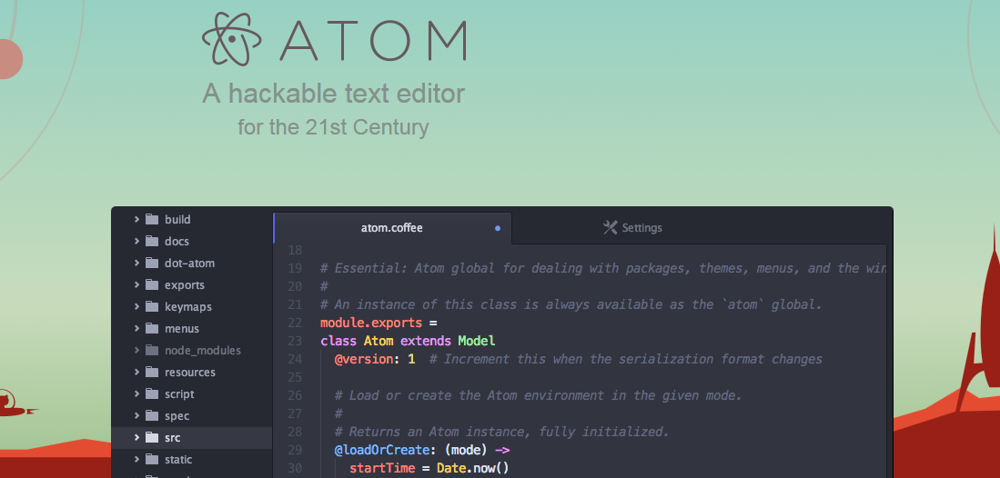 ATOM
A hackable text editor
for the 21st Century
build
docs
dot-atom
exports
keymaps
menus
node_modules
resources
script
spec
src
static
atom.coffee
Settings
18
19 # Essential: Atom global for dealing with packages, themes, menus, and the win
20 #
21 # An instance of this class is always available as the `atom` global.
22 module.exports =
23 class Atom extends Model
24 @version: 1 # Increment this when the serialization format changes
25
26 # Load or create the Atom environment in the given mode.
27 #
28 # Returns an Atom instance, fully initialized.
29 @loadOrCreate: (mode) ->
30 startTime = Date.now()